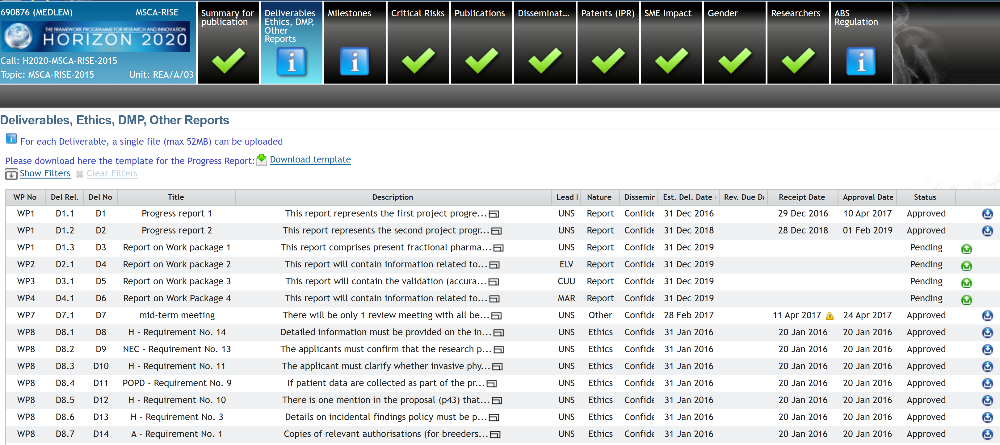 690876 (MEDLEM) MSCA-RISE
THE FRAMEWORK PROGRAMME FOR RESEARCH AND INNOVATION
HORIZON 2020
Call: H2020-MSCA-RISE-2015
Topic: MSCA-RISE-2015 Unit: REA/A/03
Summary for publication
Deliverables Ethics, DMP, Other Reports
Milestones
Critical Risks
Publications
Disseminat...
Patents (IPR)
SME Impact
Gender
Researchers
ABS Regulation
Deliverables, Ethics, DMP, Other Reports
For each Deliverable, a single file (max 52MB) can be uploaded
Please download here the template for the Progress Report: Download template
Show Filters Clear Filters
WP No Del Rel. Del No Title Description Lead Nature Dissemin Est. Del. Date Rev. Due Da Receipt Date Approval Date Status
WP1 D1.1 D1 Progress report 1 This report represents the first project progre... UNS Report Confide 31 Dec 2016 29 Dec 2016 10 Apr 2017 Approved
WP1 D1.2 D2 Progress report 2 This report represents the second project progr... UNS Report Confide 31 Dec 2018 28 Dec 2018 01 Feb 2019 Approved
WP1 D1.3 D3 Report on Work package 1 This report comprises present fractional pharma... UNS Report Confide 31 Dec 2019 Pending
WP2 D2.1 D4 Report on Work package 2 This report will contain information related to... ELV Report Confide 31 Dec 2019 Pending
WP3 D3.1 D5 Report on Work package 3 This report will contain the validation (accura... CUU Report Confide 31 Dec 2019 Pending
WP4 D4.1 D6 Report on Work Package 4 This report will contain information related to... MAR Report Confide 31 Dec 2019 Pending
WP7 D7.1 D7 mid-term meeting There will be only 1 review meeting with all be... UNS Other Confide 28 Feb 2017 11 Apr 2017 24 Apr 2017 Approved
WP8 D8.1 D8 H - Requirement No. 14 Detailed information must be provided on the in... UNS Ethics Confide 31 Jan 2016 20 Jan 2016 20 Jan 2016 Approved
WP8 D8.2 D9 NEC - Requirement No. 13 The applicants must confirm that the research p... UNS Ethics Confide 31 Jan 2016 20 Jan 2016 20 Jan 2016 Approved
WP8 D8.3 D10 H - Requirement No. 11 The applicant must clarify whether invasive phy... UNS Ethics Confide 31 Jan 2016 20 Jan 2016 20 Jan 2016 Approved
WP8 D8.4 D11 POPD - Requirement No. 9 If patient data are collected as part of the pr... UNS Ethics Confide 31 Jan 2016 20 Jan 2016 20 Jan 2016 Approved
WP8 D8.5 D12 H - Requirement No. 10 There is one mention in the proposal (p43) that... UNS Ethics Confide 31 Jan 2016 20 Jan 2016 20 Jan 2016 Approved
WP8 D8.6 D13 H - Requirement No. 3 Details on incidental findings policy must be p... UNS Ethics Confide 31 Jan 2016 20 Jan 2016 20 Jan 2016 Approved
WP8 D8.7 D14 A - Requirement No. 1 Copies of relevant authorisations (for breeders... UNS Ethics Confide 31 Jan 2016 20 Jan 2016 20 Jan 2016 Approved